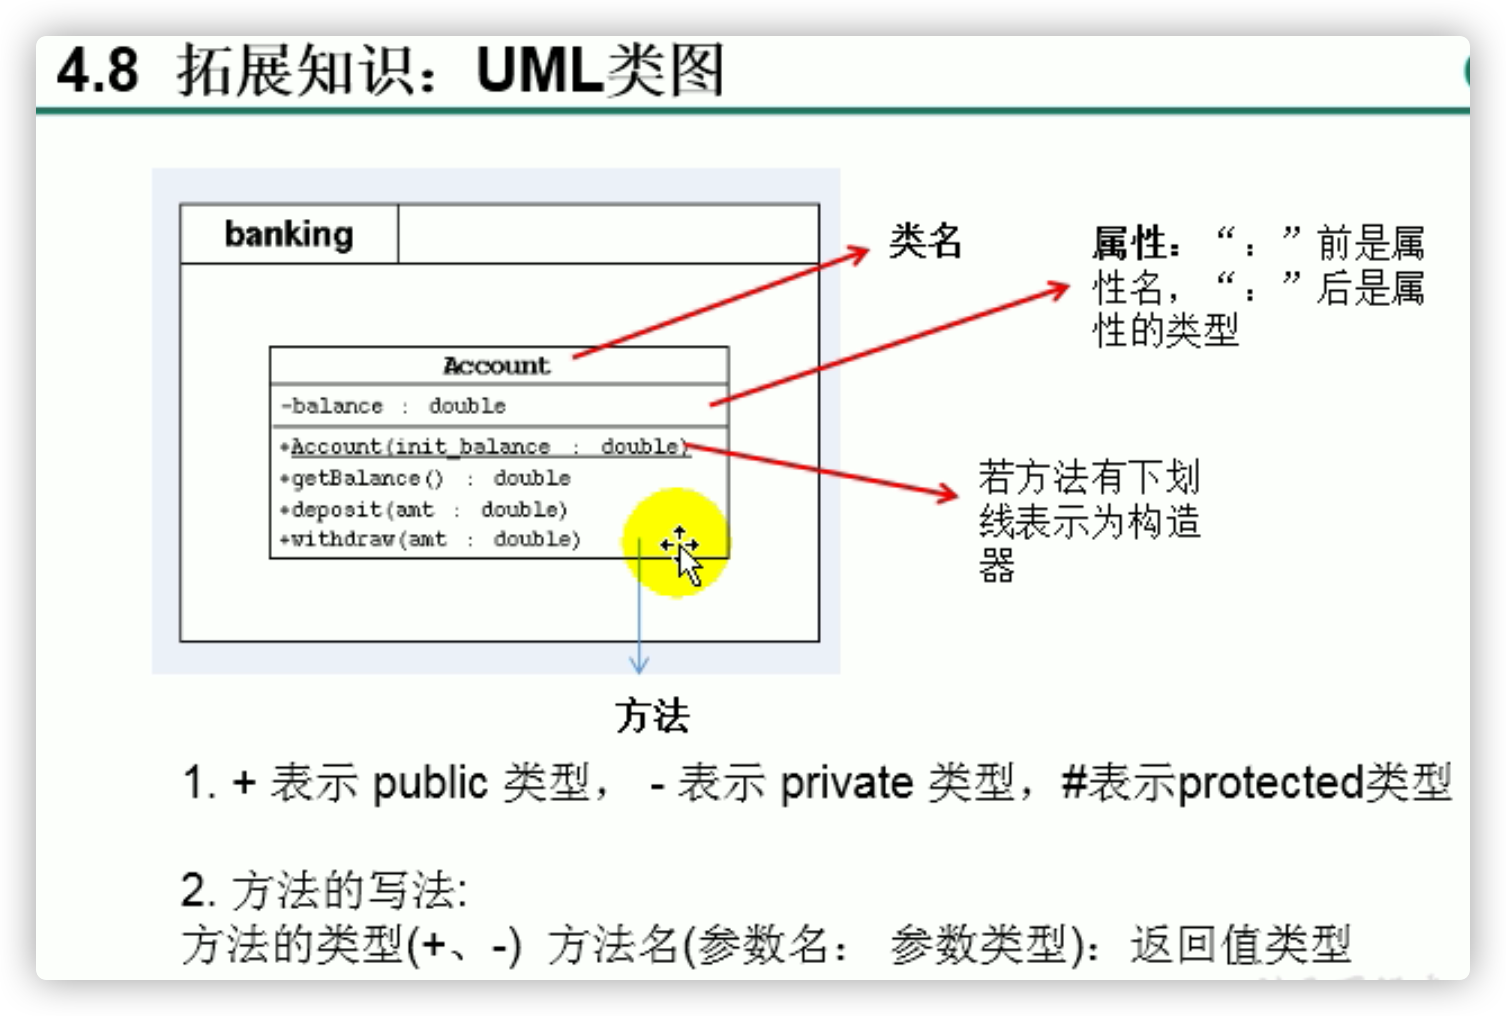 4.8 拓展知识：UML类图
banking
类名
属性：“：”前是属
性名，“：”后是属
性的类型
Account
-balance : double
+Account(init_balance : double)
+getBalance() : double
+deposit(amt : double)
+withdraw(amt : double)
若方法有下划
线表示为构造
器
方法
1. + 表示 public 类型， - 表示 private 类型，#表示protected类型
2. 方法的写法:
方法的类型(+、-) 方法名(参数名： 参数类型)：返回值类型